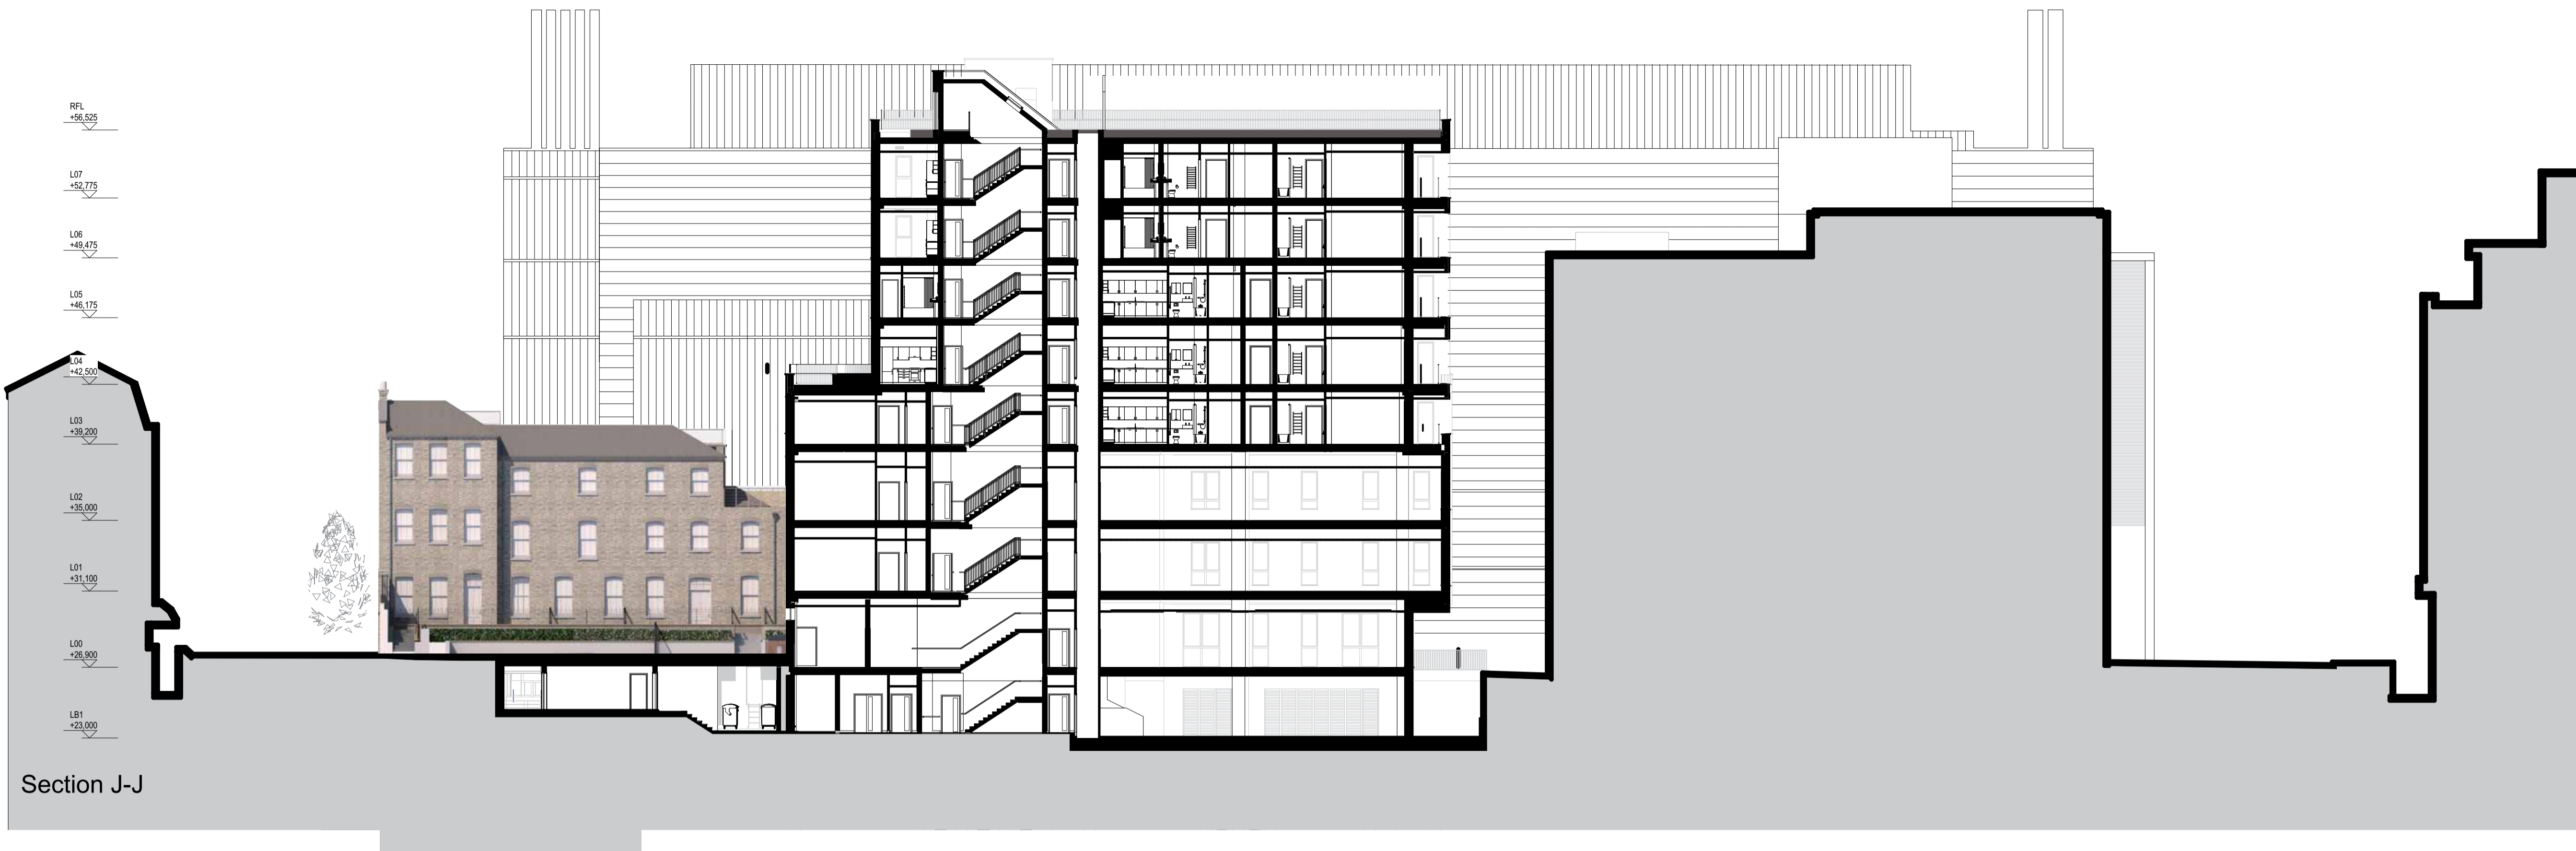 RFL
+56,525
L07
+52,775
L06
+49,475
L05
+46,175
L04
+42,500
L03
+39,200
L02
+35,000
L01
+31,100
L00
+26,900
LB1
+23,000
Section J-J